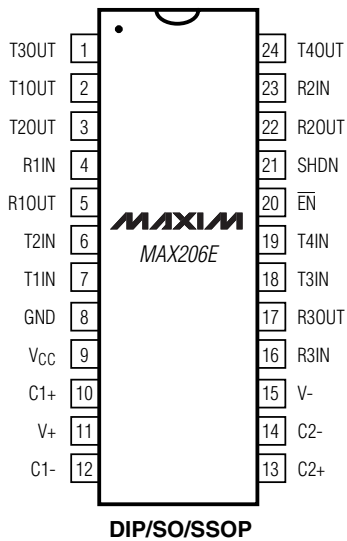 T3OUT 1 24 T4OUT
T1OUT 2 23 R2IN
T2OUT 3 22 R2OUT
R1IN 4 21 SHDN
R1OUT 5 20 E̅N̅
MAXIM
T2IN 6 19 T4IN
MAX206E
T1IN 7 18 T3IN
GND 8 17 R3OUT
VCC 9 16 R3IN
C1+ 10 15 V-
V+ 11 14 C2-
C1- 12 13 C2+
DIP/SO/SSOP